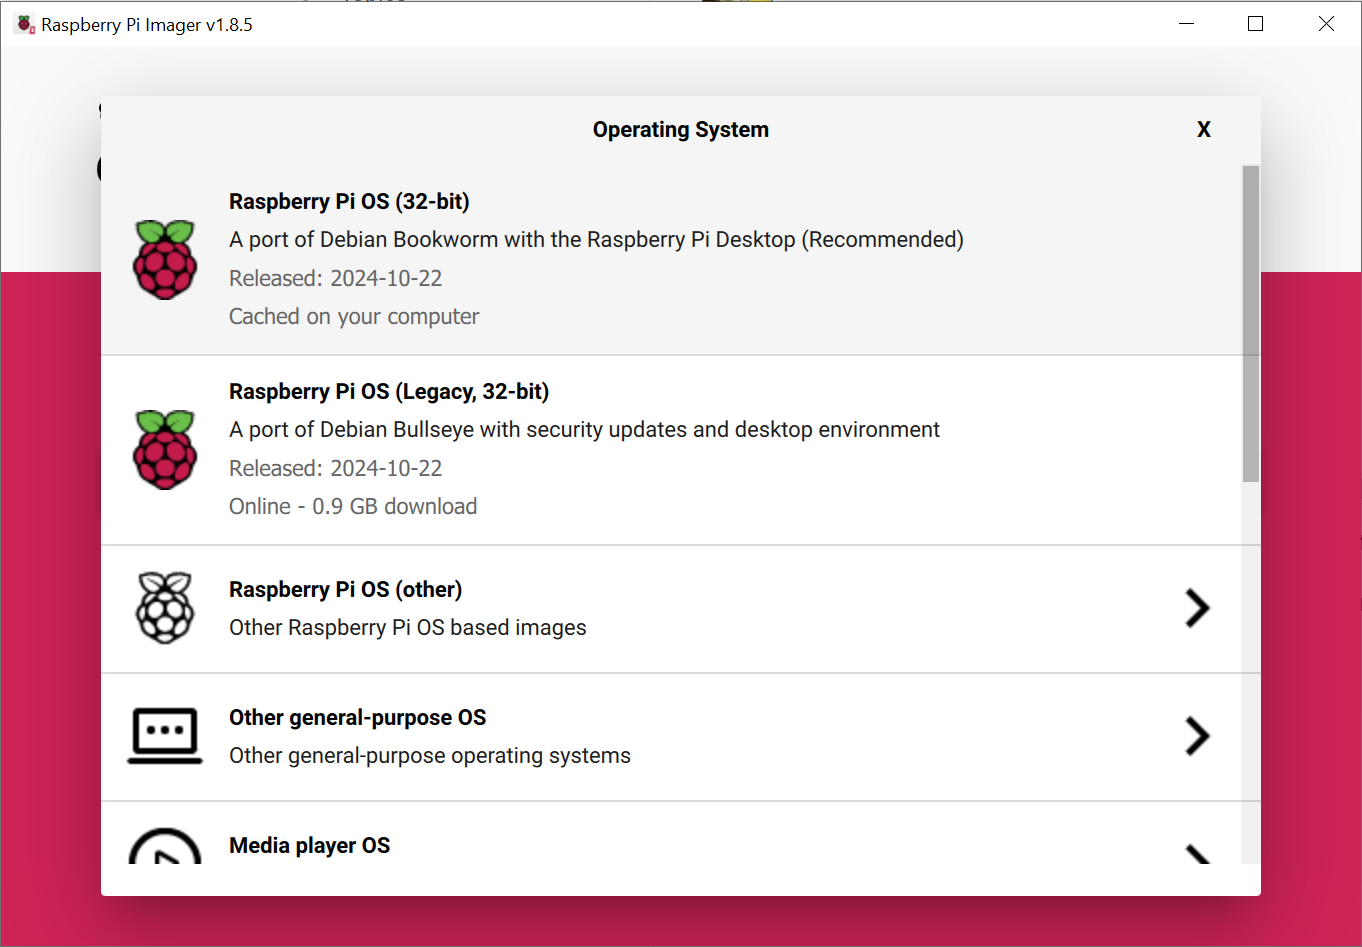 Raspberry Pi Imager v1.8.5
Operating System
X
Raspberry Pi OS (32-bit)
A port of Debian Bookworm with the Raspberry Pi Desktop (Recommended)
Released: 2024-10-22
Cached on your computer
Raspberry Pi OS (Legacy, 32-bit)
A port of Debian Bullseye with security updates and desktop environment
Released: 2024-10-22
Online - 0.9 GB download
Raspberry Pi OS (other)
Other Raspberry Pi OS based images
Other general-purpose OS
Other general-purpose operating systems
Media player OS